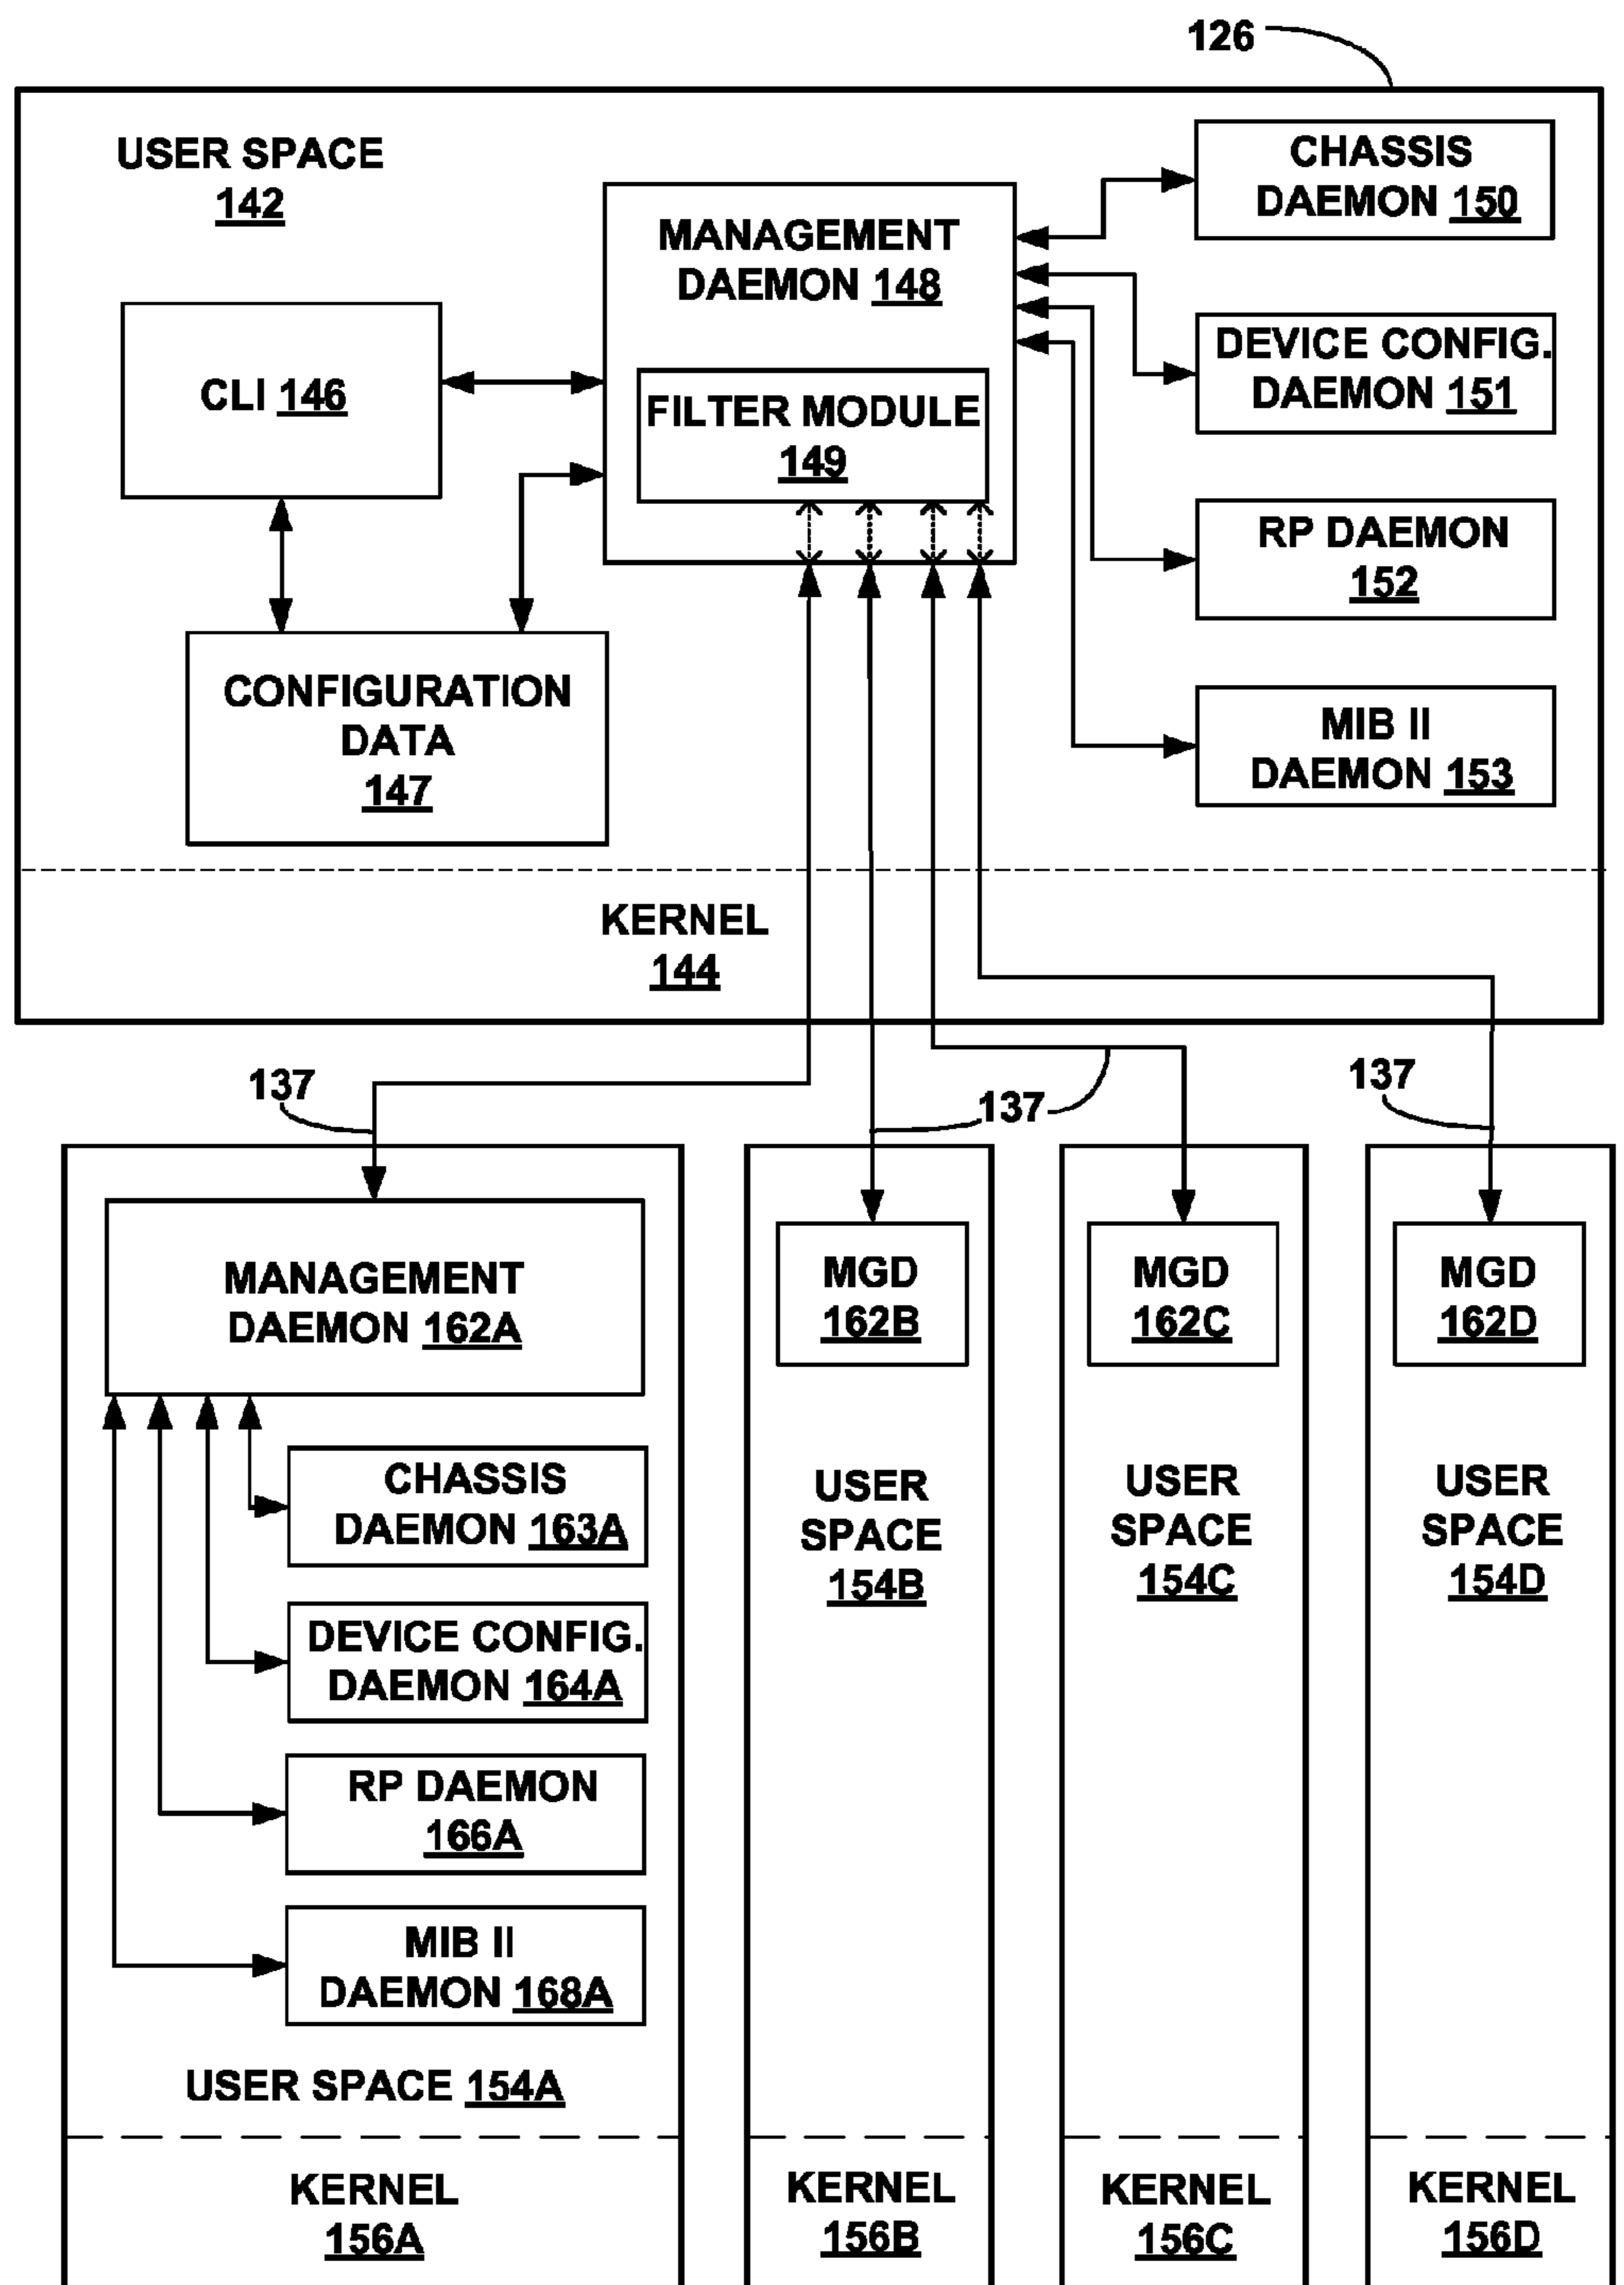 126
USER SPACE
142
CHASSIS
DAEMON 150
MANAGEMENT
DAEMON 148
DEVICE CONFIG.
DAEMON 151
CLI 146
FILTER MODULE
149
RP DAEMON
152
CONFIGURATION
DATA
147
MIB II
DAEMON 153
KERNEL
144
137
137
137
MANAGEMENT
DAEMON 162A
MGD
162B
MGD
162C
MGD
162D
CHASSIS
DAEMON 163A
DEVICE CONFIG.
DAEMON 164A
RP DAEMON
166A
MIB II
DAEMON 168A
USER SPACE 154A
USER
SPACE
154B
USER
SPACE
154C
USER
SPACE
154D
KERNEL
156A
KERNEL
156B
KERNEL
156C
KERNEL
156D